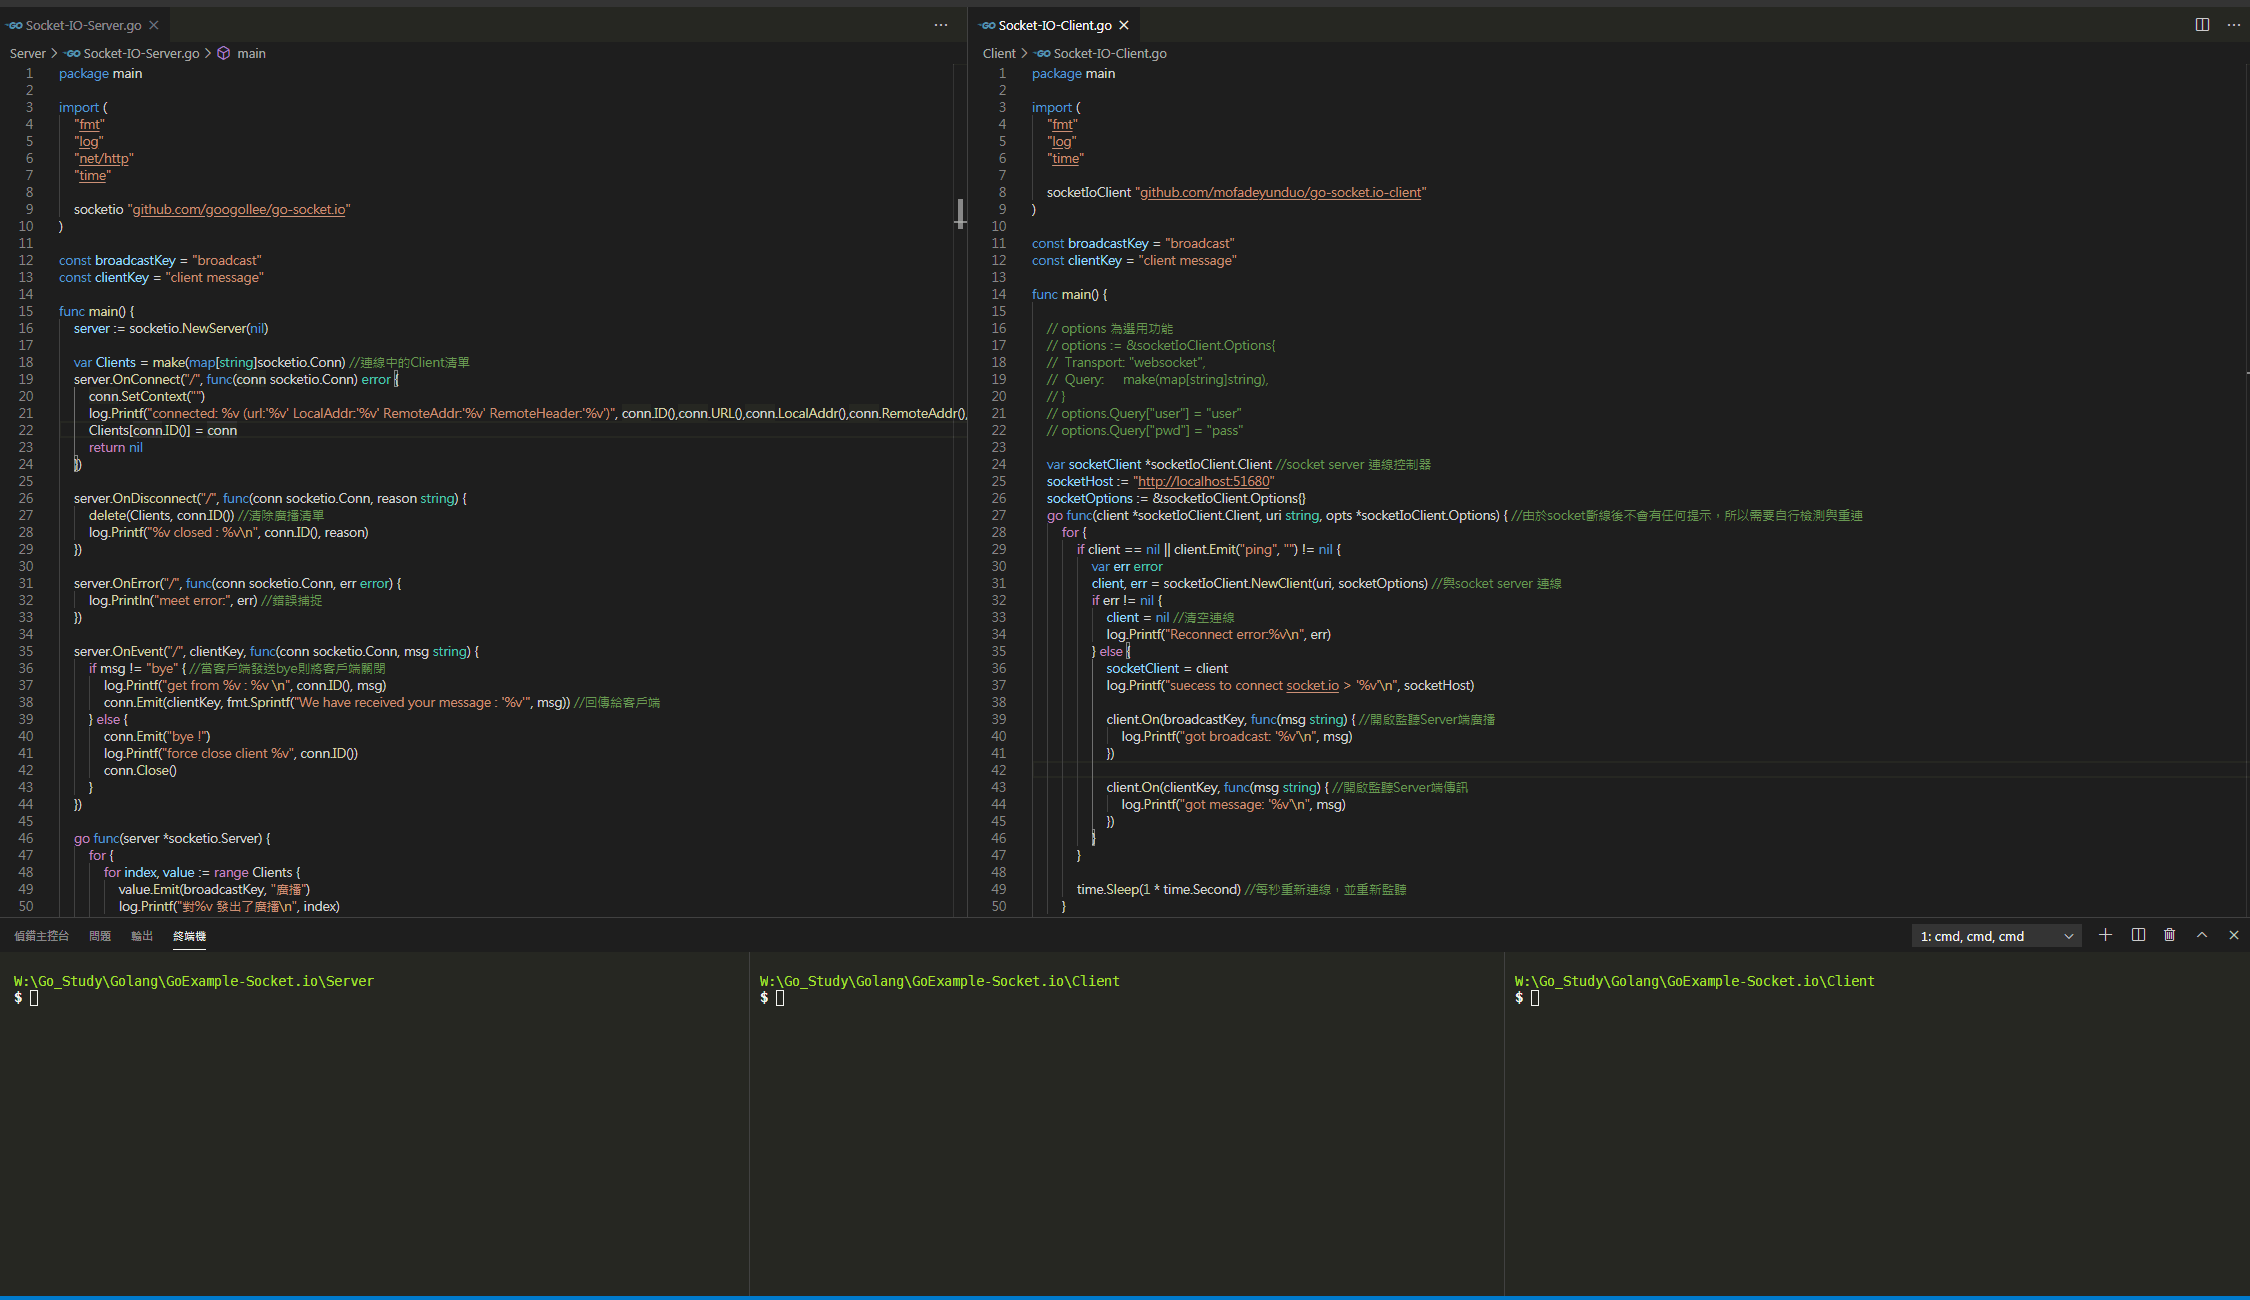 Socket-IO-Server.go
Server > Socket-IO-Server.go > main
1 package main
2
3 import (
4 "fmt"
5 "log"
6 "net/http"
7 "time"
8
9 socketio "github.com/googollee/go-socket.io"
10 )
11
12 const broadcastKey = "broadcast"
13 const clientKey = "client message"
14
15 func main() {
16 server := socketio.NewServer(nil)
17
18 var Clients = make(map[string]socketio.Conn) //連線中的Client清單
19 server.OnConnect("/", func(conn socketio.Conn) error {
20 conn.SetContext("")
21 log.Printf("connected: %v (url:'%v' LocalAddr:'%v' RemoteAddr:'%v' RemoteHeader:'%v')", conn.ID(),conn.URL(),conn.LocalAddr(),conn.RemoteAddr(),
22 Clients[conn.ID()] = conn
23 return nil
24 })
25
26 server.OnDisconnect("/", func(conn socketio.Conn, reason string) {
27 delete(Clients, conn.ID()) //清除廣播清單
28 log.Printf("%v closed : %v\n", conn.ID(), reason)
29 })
30
31 server.OnError("/", func(conn socketio.Conn, err error) {
32 log.Println("meet error:", err) //錯誤捕捉
33 })
34
35 server.OnEvent("/", clientKey, func(conn socketio.Conn, msg string) {
36 if msg != "bye" { //當客戶端發送bye則將客戶端關閉
37 log.Printf("get from %v : %v \n", conn.ID(), msg)
38 conn.Emit(clientKey, fmt.Sprintf("We have received your message : '%v'", msg)) //回傳給客戶端
39 } else {
40 conn.Emit("bye !")
41 log.Printf("force close client %v", conn.ID())
42 conn.Close()
43 }
44 })
45
46 go func(server *socketio.Server) {
47 for {
48 for index, value := range Clients {
49 value.Emit(broadcastKey, "廣播")
50 log.Printf("對%v 發出了廣播\n", index)
Socket-IO-Client.go
Client > Socket-IO-Client.go
1 package main
2
3 import (
4 "fmt"
5 "log"
6 "time"
7
8 socketIoClient "github.com/mofadeyunduo/go-socket.io-client"
9 )
10
11 const broadcastKey = "broadcast"
12 const clientKey = "client message"
13
14 func main() {
15
16 // options 為選用功能
17 // options := &socketIoClient.Options{
18 // Transport: "websocket",
19 // Query: make(map[string]string),
20 // }
21 // options.Query["user"] = "user"
22 // options.Query["pwd"] = "pass"
23
24 var socketClient *socketIoClient.Client //socket server 連線控制器
25 socketHost := "http://localhost:51680"
26 socketOptions := &socketIoClient.Options{}
27 go func(client *socketIoClient.Client, uri string, opts *socketIoClient.Options) { //由於socket斷線後不會有任何提示，所以需要自行檢測與重連
28 for {
29 if client == nil || client.Emit("ping", "") != nil {
30 var err error
31 client, err = socketIoClient.NewClient(uri, socketOptions) //與socket server 連線
32 if err != nil {
33 client = nil //清空連線
34 log.Printf("Reconnect error:%v\n", err)
35 } else {
36 socketClient = client
37 log.Printf("suecess to connect socket.io > '%v'\n", socketHost)
38
39 client.On(broadcastKey, func(msg string) { //開啟監聽Server端廣播
40 log.Printf("got broadcast: '%v'\n", msg)
41 })
42
43 client.On(clientKey, func(msg string) { //開啟監聽Server端傳訊
44 log.Printf("got message: '%v'\n", msg)
45 })
46 }
47 }
48
49 time.Sleep(1 * time.Second) //每秒重新連線，並重新監聽
50 }
偵錯主控台 問題 輸出 終端機
1: cmd, cmd, cmd
W:\Go_Study\Golang\GoExample-Socket.io\Server
$
W:\Go_Study\Golang\GoExample-Socket.io\Client
$
W:\Go_Study\Golang\GoExample-Socket.io\Client
$